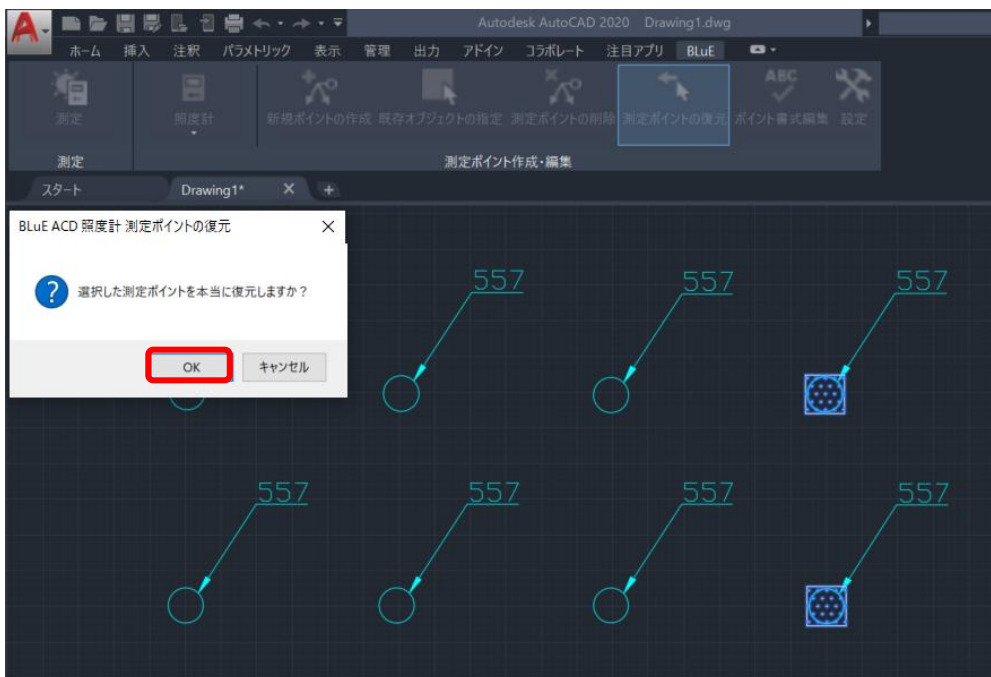 Autodesk AutoCAD 2020 Drawing1.dwg
ホーム 挿入 注釈 パラメトリック 表示 管理 出力 アドイン コラボレート 注目アプリ BLuE
ABC
測定 照度計 新規ポイントの作成 既存オブジェクトの指定 測定ポイントの削除 測定ポイントの復元 ポイント書式編集 設定
測定 測定ポイント作成・編集
スタート Drawing1* +
BLuE ACD 照度計 測定ポイントの復元
選択した測定ポイントを本当に復元しますか？
OK キャンセル
557 557 557
557 557 557 557